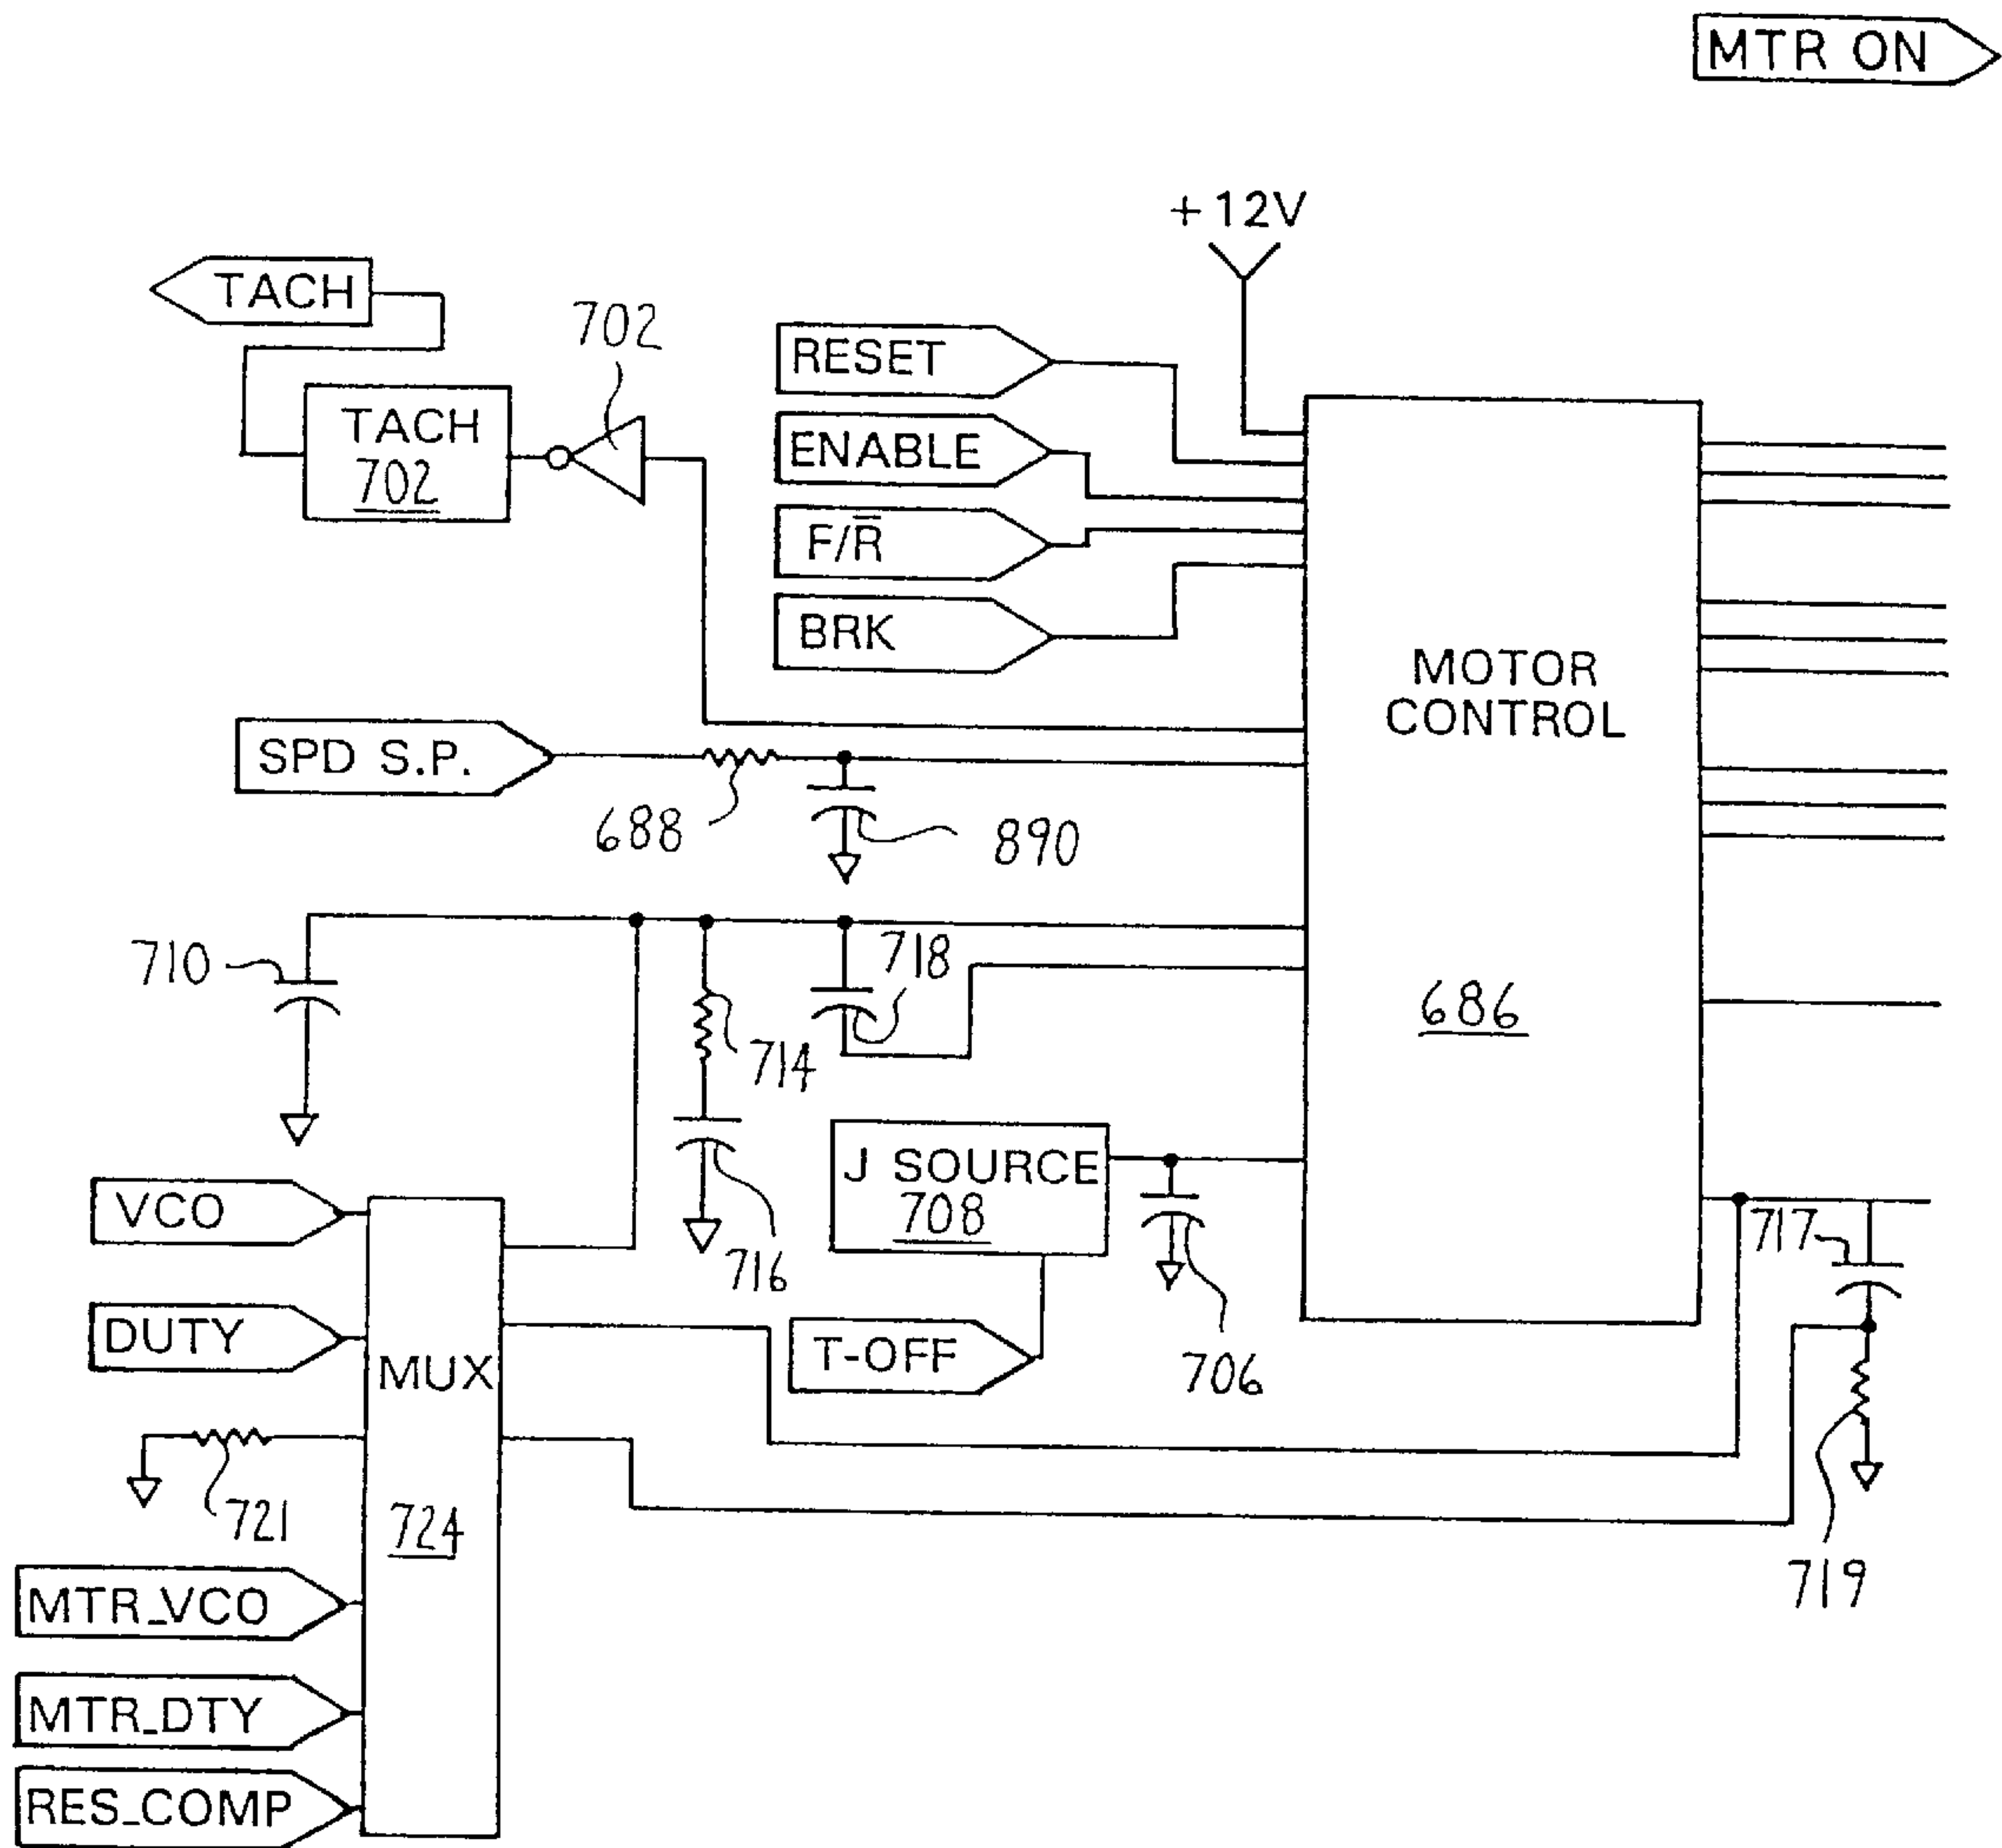 MTR ON
+12V
TACH
702
RESET
TACH
702
ENABLE
F/R̅
BRK
MOTOR
CONTROL
SPD S.P.
688
890
710
718
686
714
J SOURCE
708
VCO
716
717
DUTY
MUX
T-OFF
706
721
724
719
MTR_VCO
MTR_DTY
RES_COMP